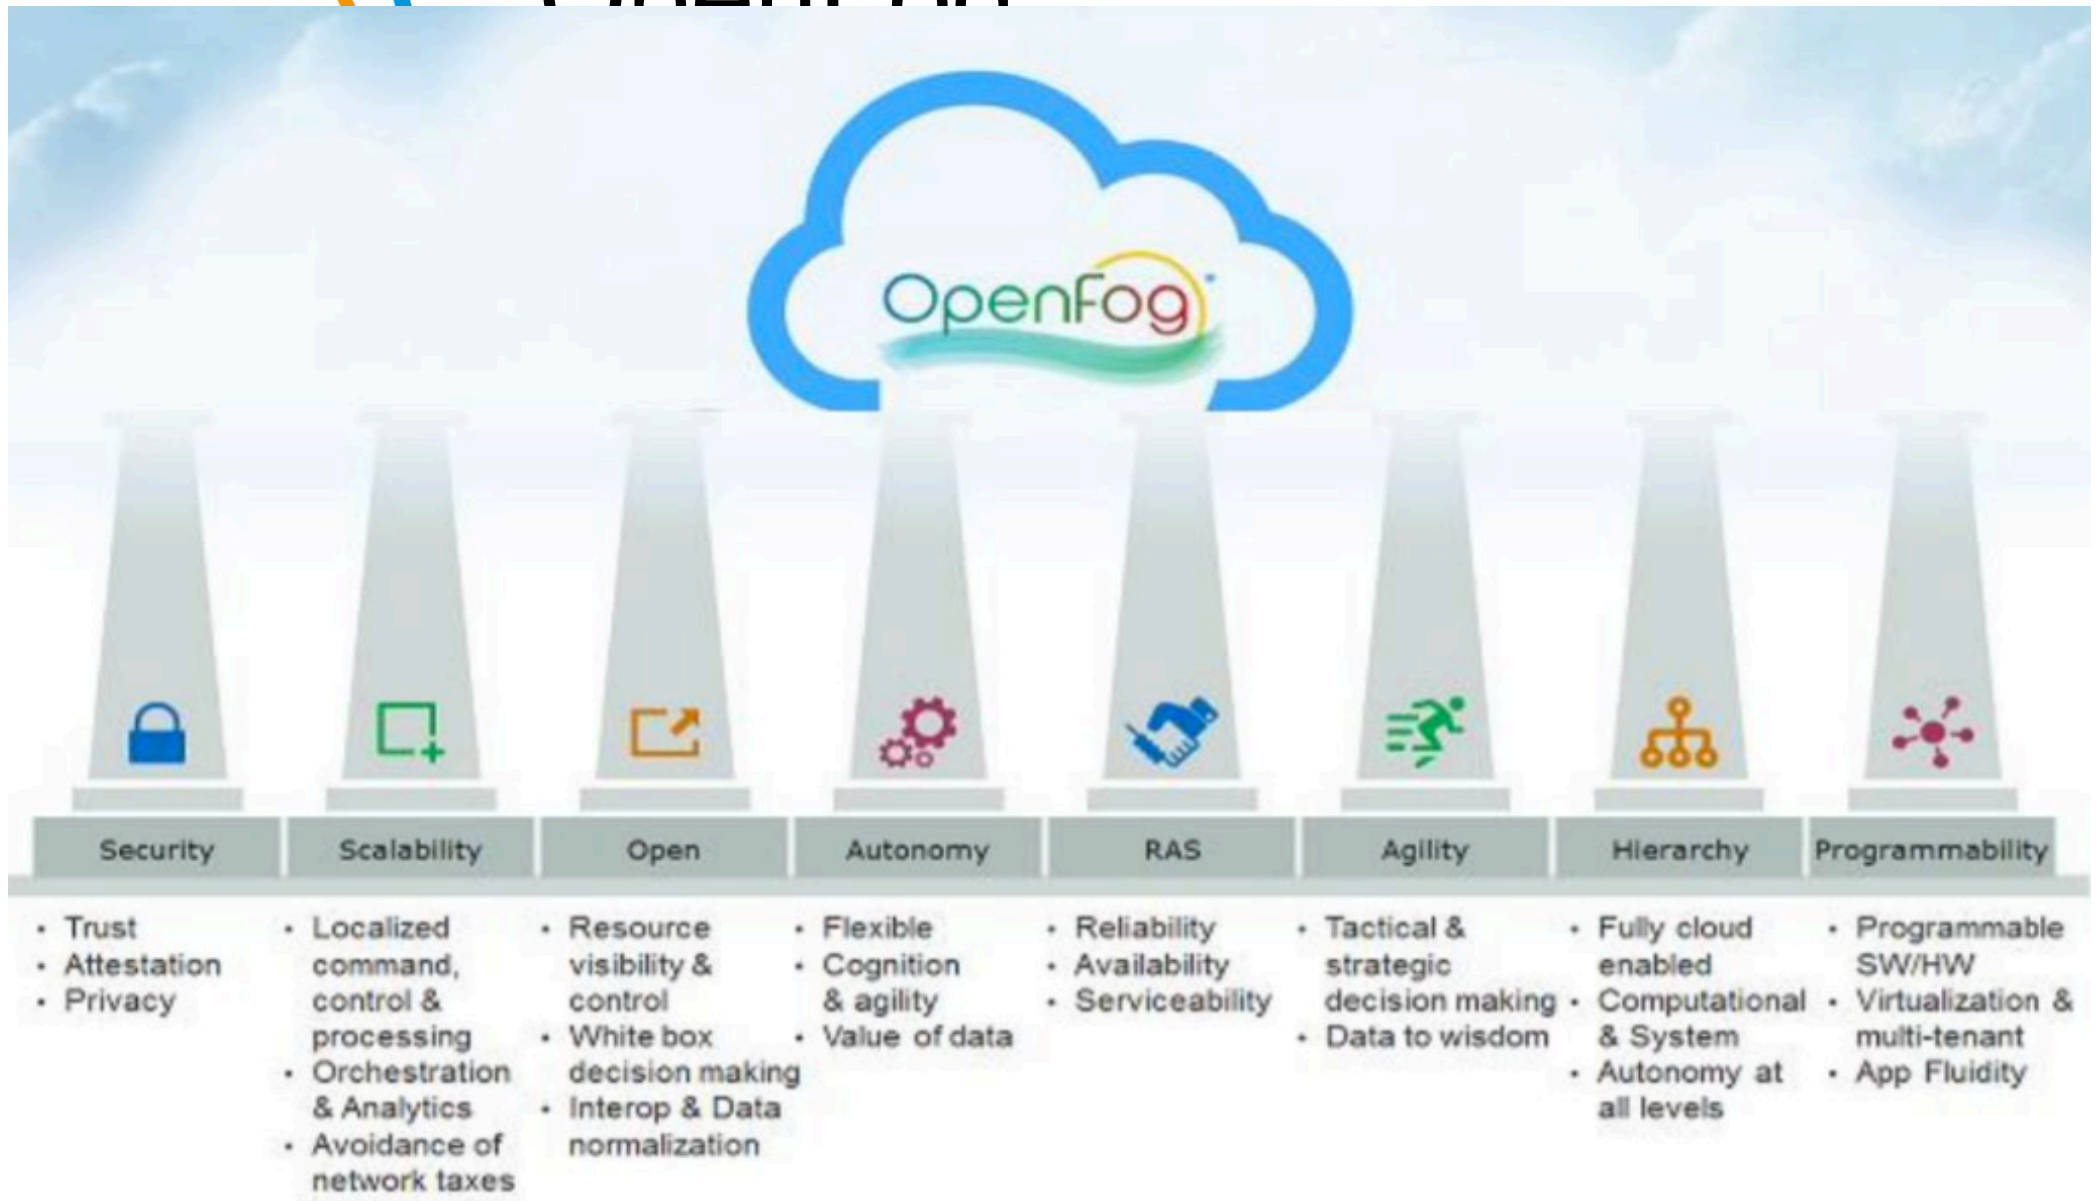 OpenFog
Security
Scalability
Open
Autonomy
RAS
Agility
Hierarchy
Programmability
• Trust
• Attestation
• Privacy
• Localized
command,
control &
processing
• Orchestration
& Analytics
• Avoidance of
network taxes
• Resource
visibility &
control
• White box
decision making
• Interop & Data
normalization
• Flexible
• Cognition
& agility
• Value of data
• Reliability
• Availability
• Serviceability
• Tactical &
strategic
decision making
• Data to wisdom
• Fully cloud
enabled
• Computational
& System
• Autonomy at
all levels
• Programmable
SW/HW
• Virtualization &
multi-tenant
• App Fluidity